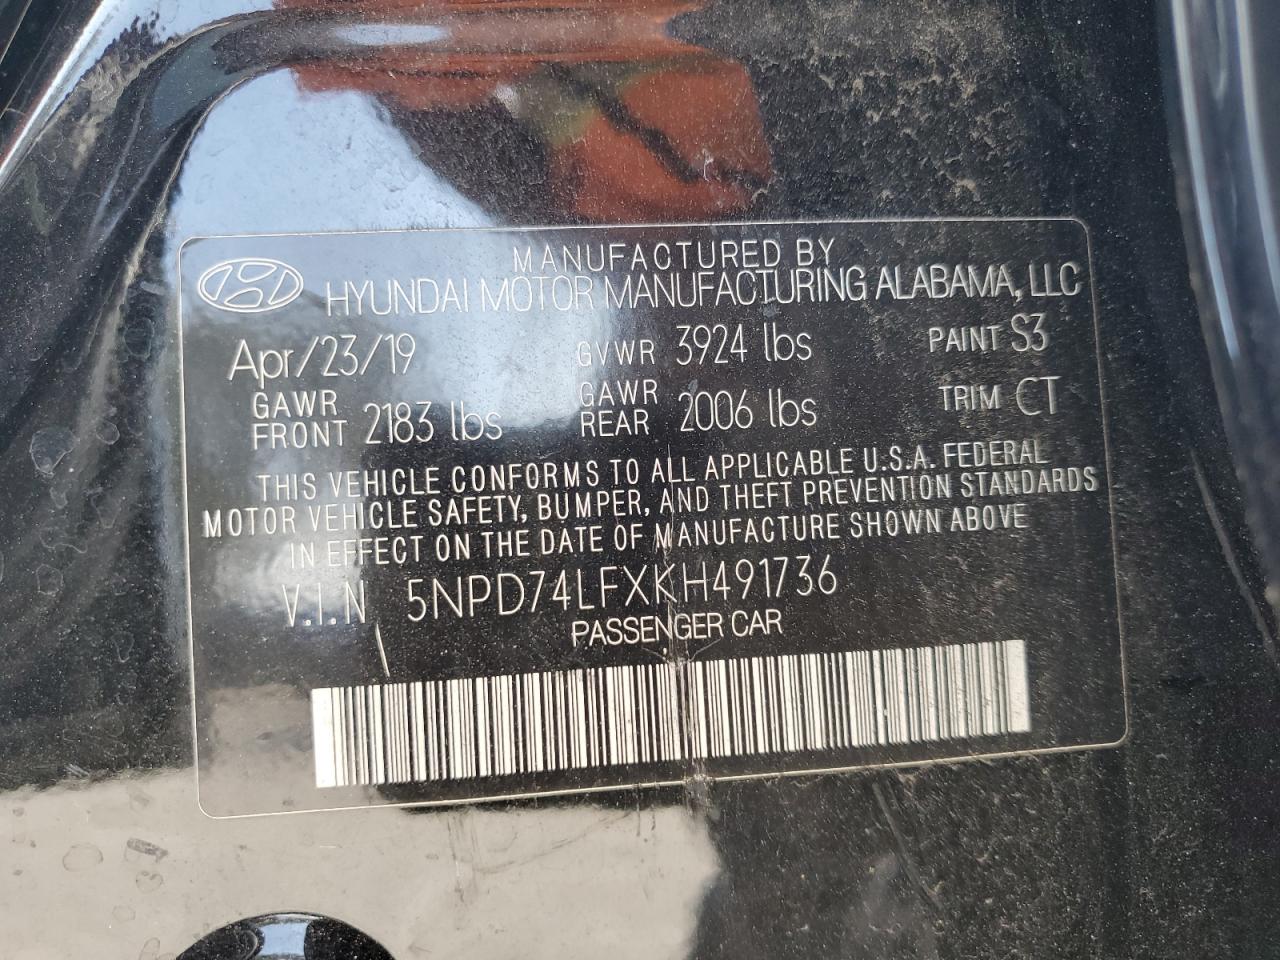 MANUFACTURED BY
HYUNDAI MOTOR MANUFACTURING ALABAMA, LLC
Apr/23/19 GVWR 3924 lbs PAINT S3
GAWR FRONT 2183 lbs GAWR REAR 2006 lbs TRIM CT
THIS VEHICLE CONFORMS TO ALL APPLICABLE U.S.A. FEDERAL
MOTOR VEHICLE SAFETY, BUMPER, AND THEFT PREVENTION STANDARDS
IN EFFECT ON THE DATE OF MANUFACTURE SHOWN ABOVE
V.I.N 5NPD74LFXKH491736
PASSENGER CAR